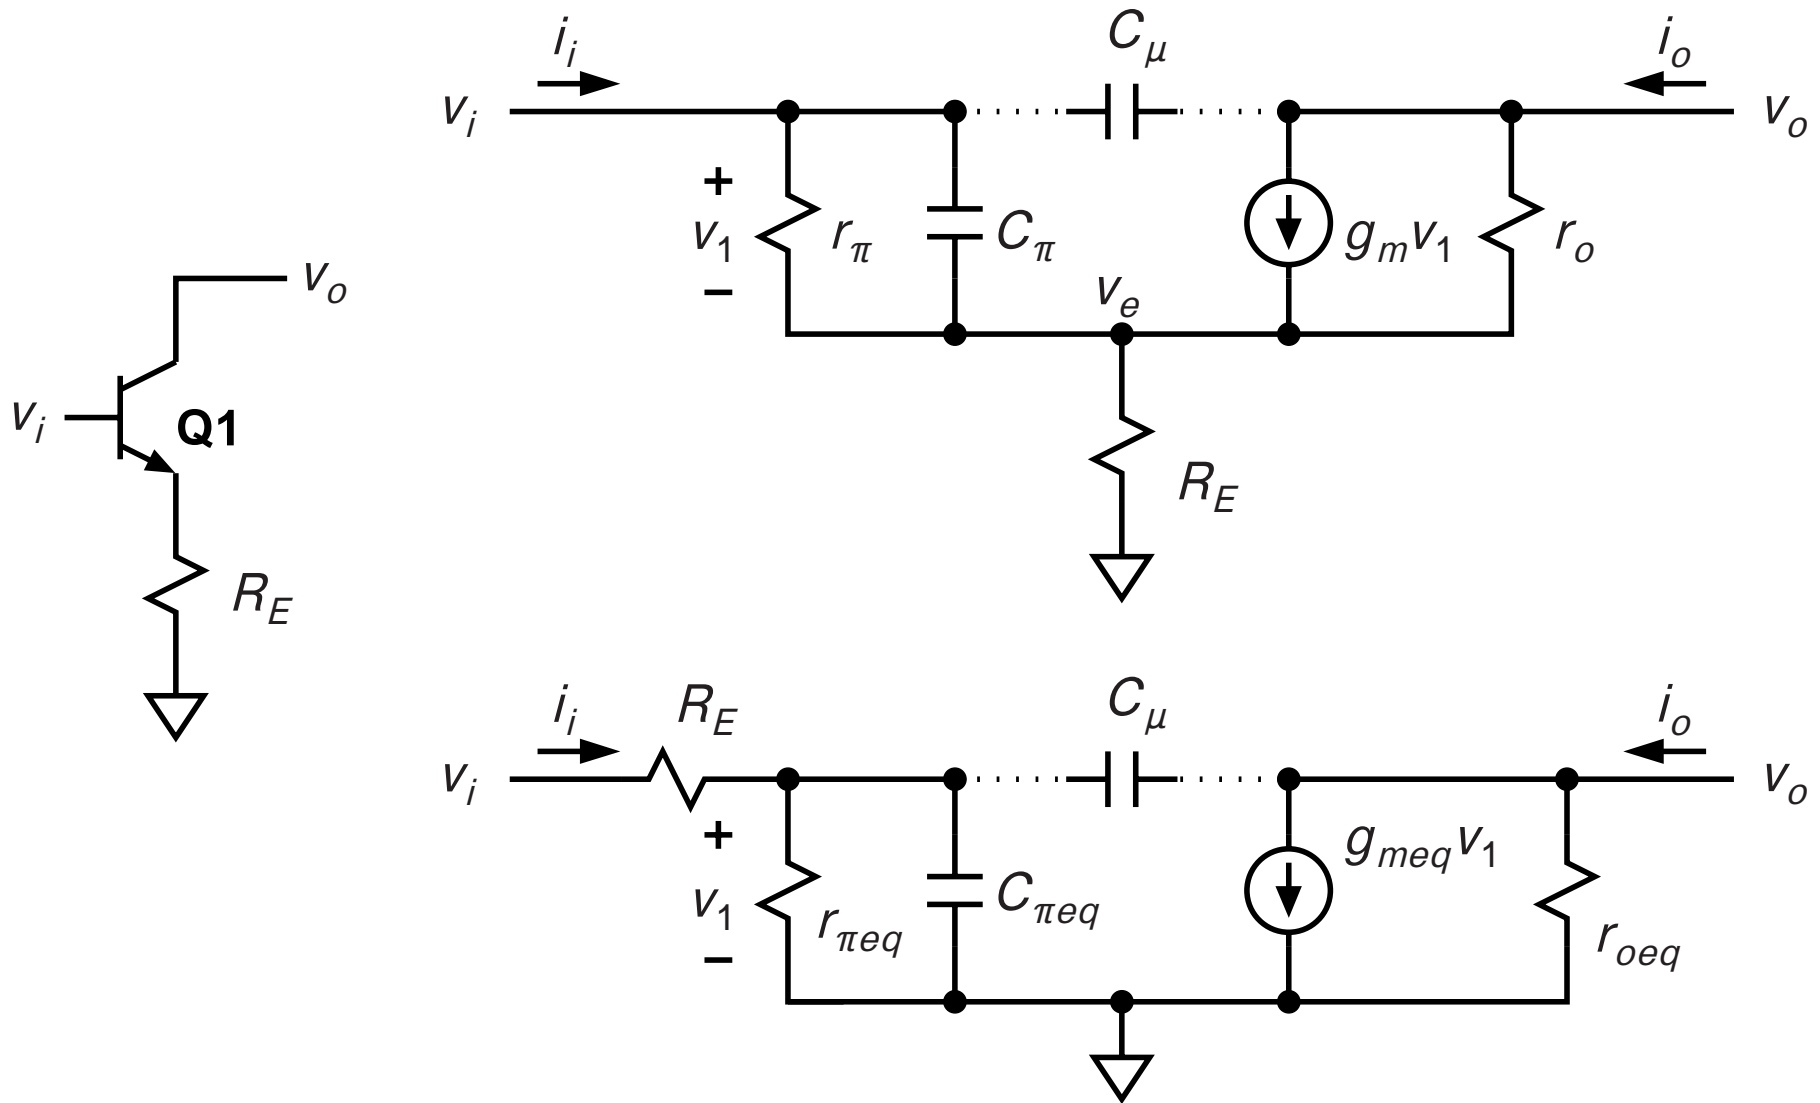 v_o
v_i
Q1
R_E
i_i
C_μ
i_o
v_i
v_o
+
v_1
−
r_π
C_π
g_m v_1
r_o
v_e
R_E
i_i
R_E
C_μ
i_o
v_i
v_o
+
v_1
−
r_πeq
C_πeq
g_meq v_1
r_oeq